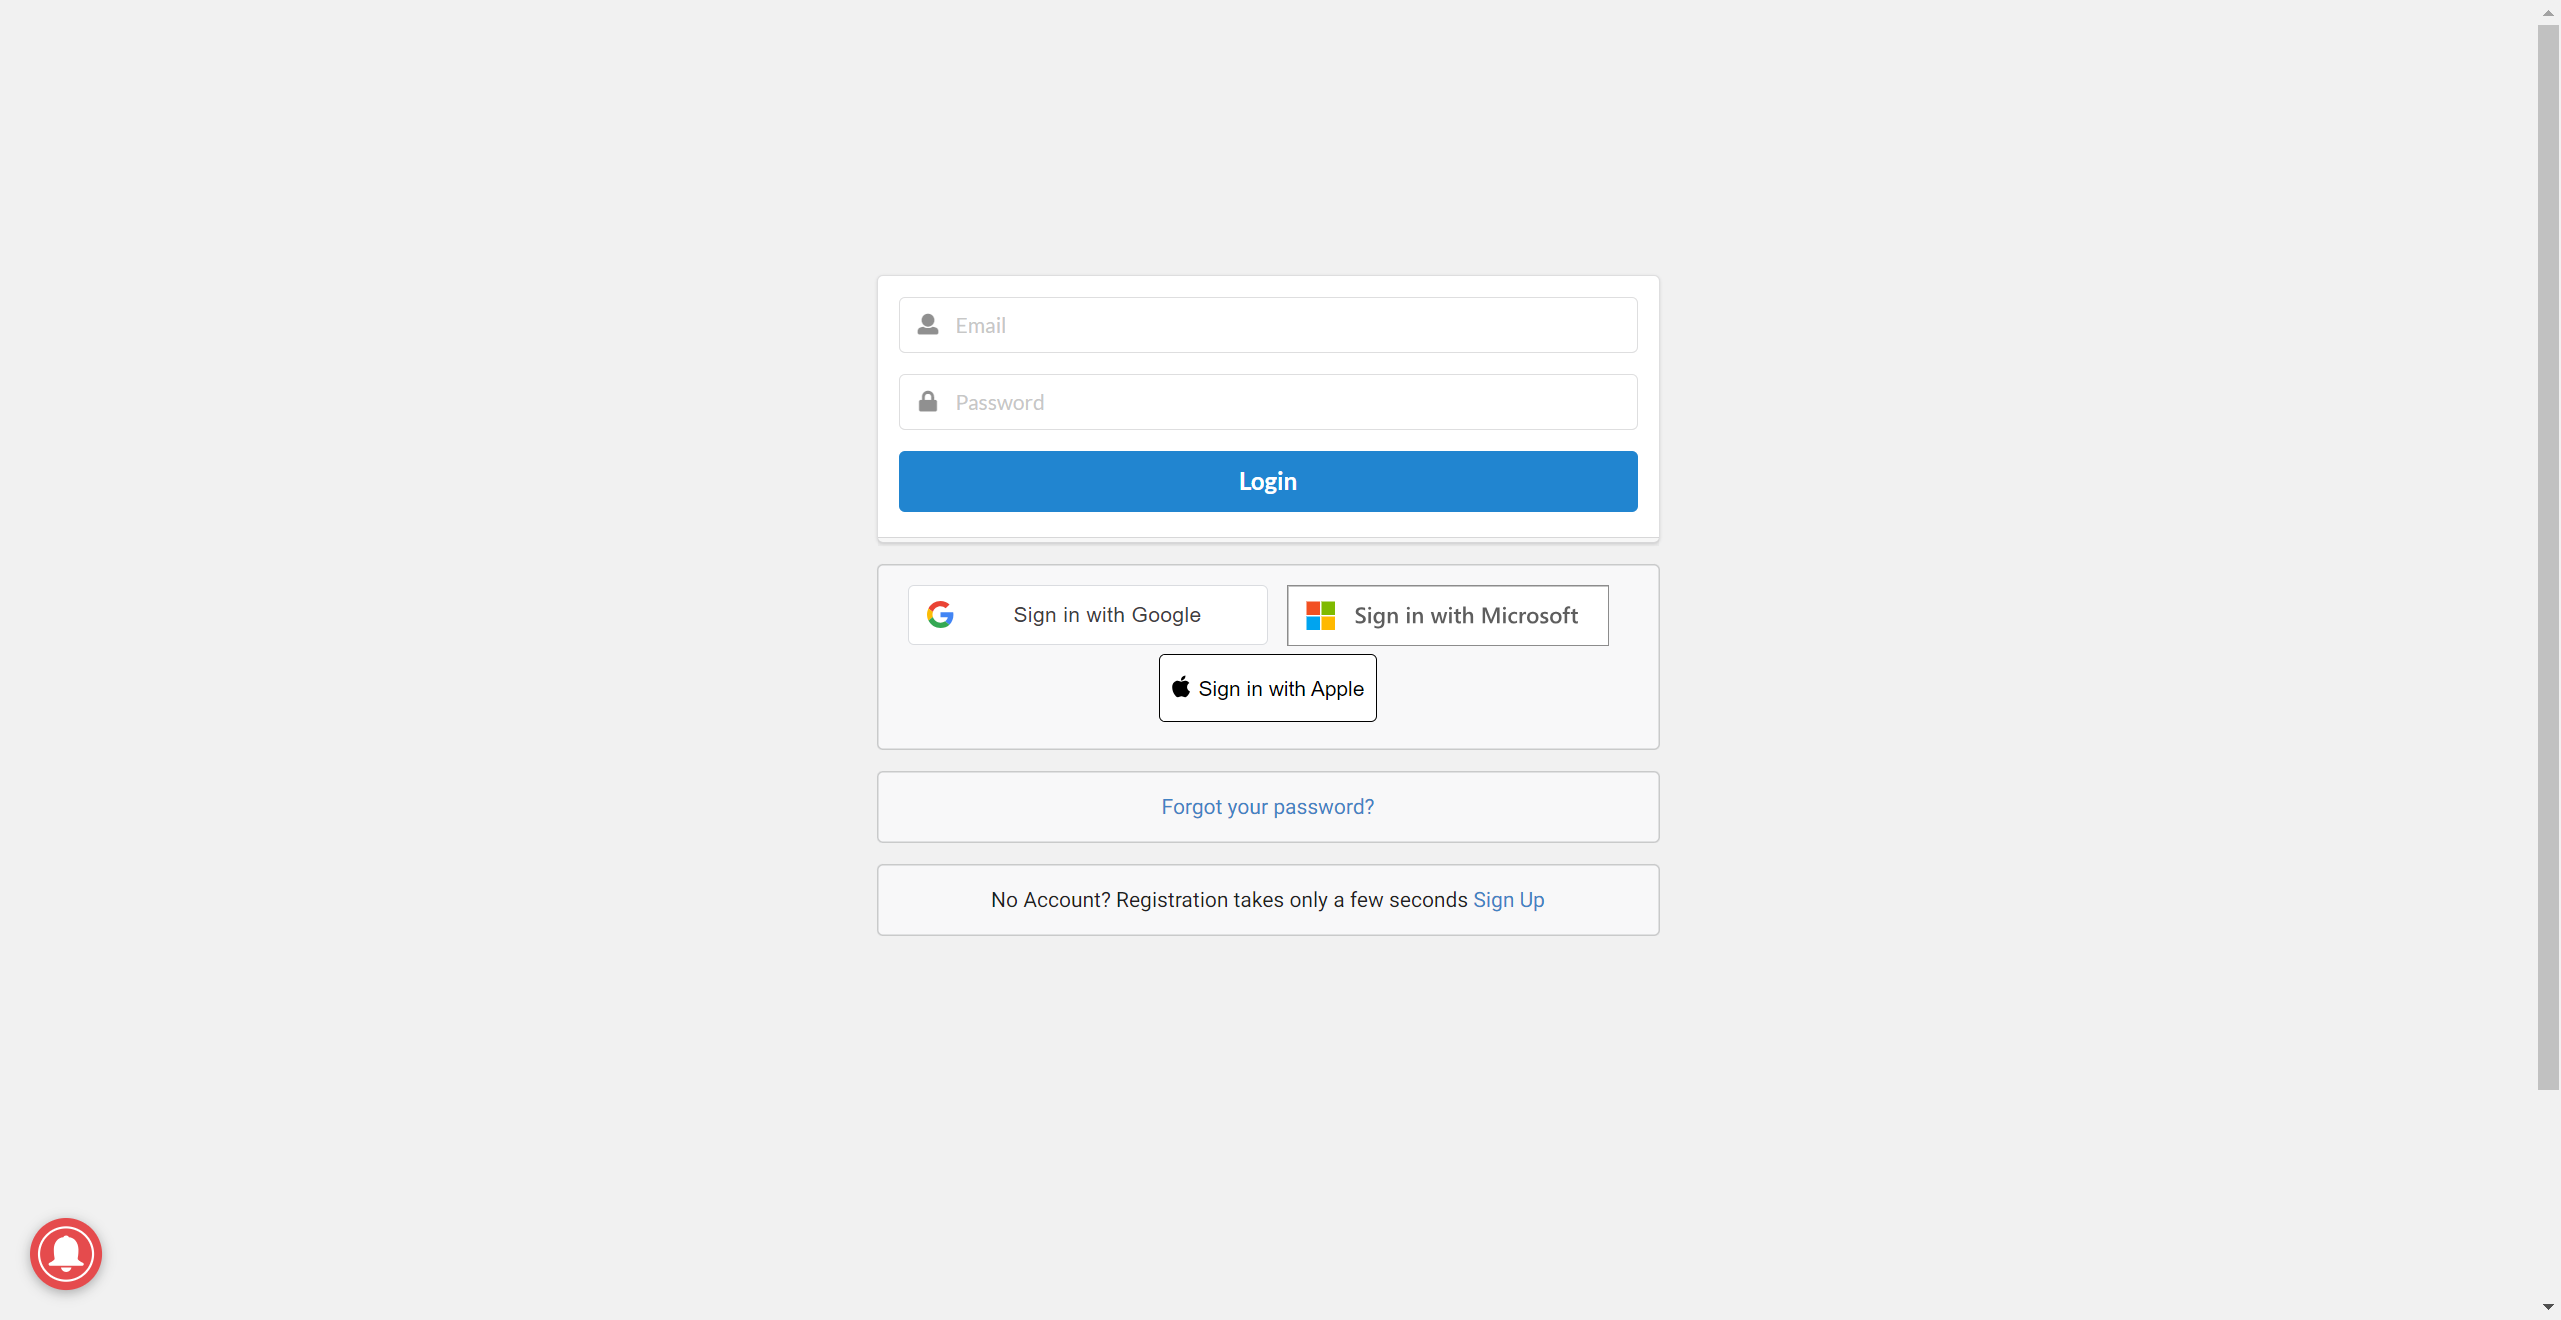 Email
Password
Login
Sign in with Google
Sign in with Microsoft
Sign in with Apple
Forgot your password?
No Account? Registration takes only a few seconds Sign Up